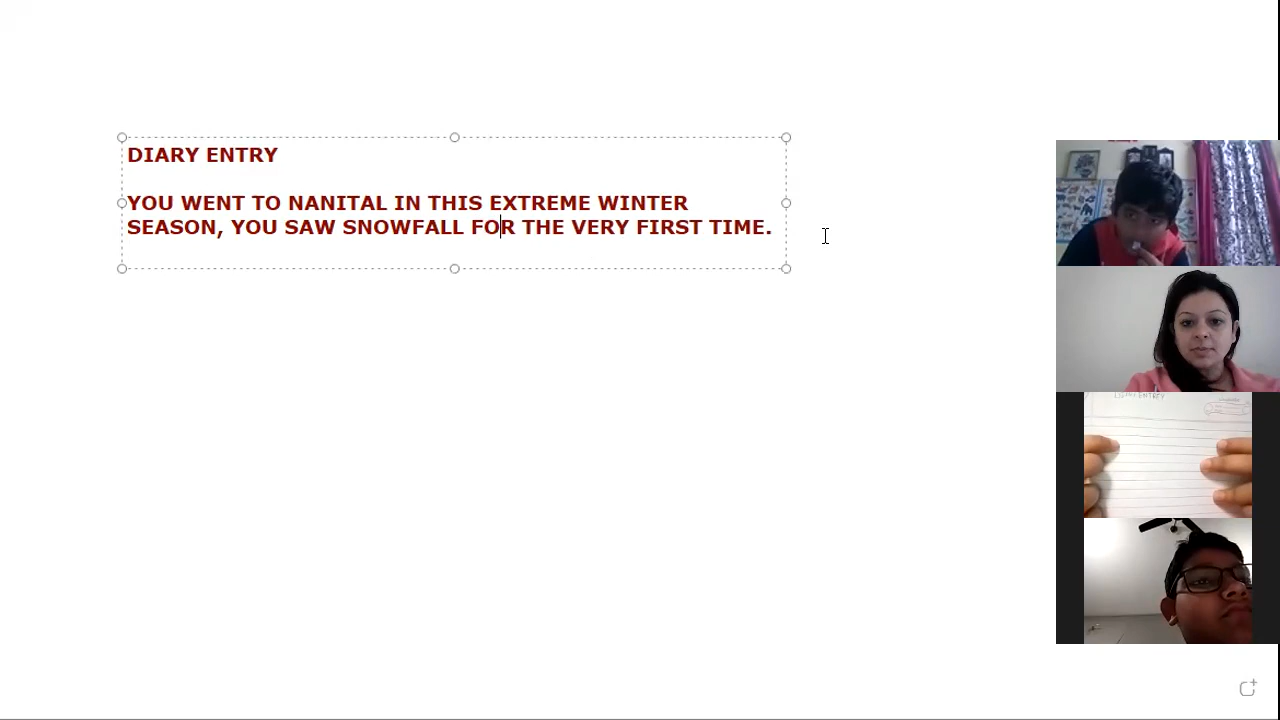 DIARY ENTRY
YOU WENT TO NANITAL IN THIS EXTREME WINTER
SEASON, YOU SAW SNOWFALL FOR THE VERY FIRST TIME.
ENTRY